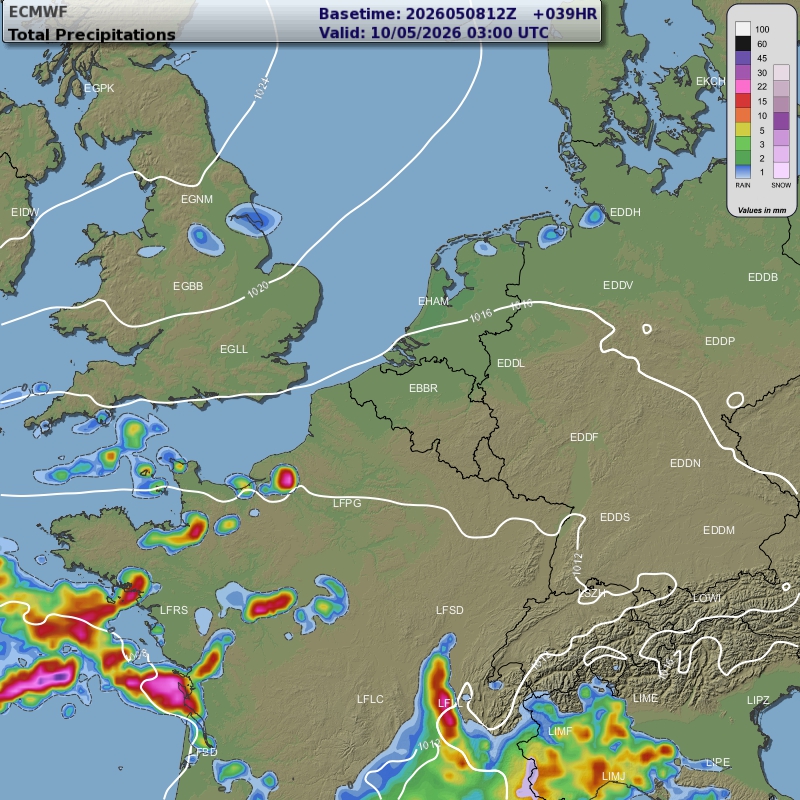 ECMWF
Basetime: 2026050812Z +039HR
Total Precipitations
Valid: 10/05/2026 03:00 UTC
100
60
45
30
22
15
10
5
3
2
1
RAIN
SNOW
Values in mm
EGPK
EKCH
1024
EGNM
EIDW
EDDH
EGBB
1020
EDDV
EDDB
EHAM
1016
1016
EDDP
EGLL
EDDL
EBBR
EDDF
EDDN
LFPG
EDDS
EDDM
1012
LSZH
LOWI
LFRS
LFSD
LFLC
LIME
LIPZ
LIMF
1012
LIPE
LIMJ